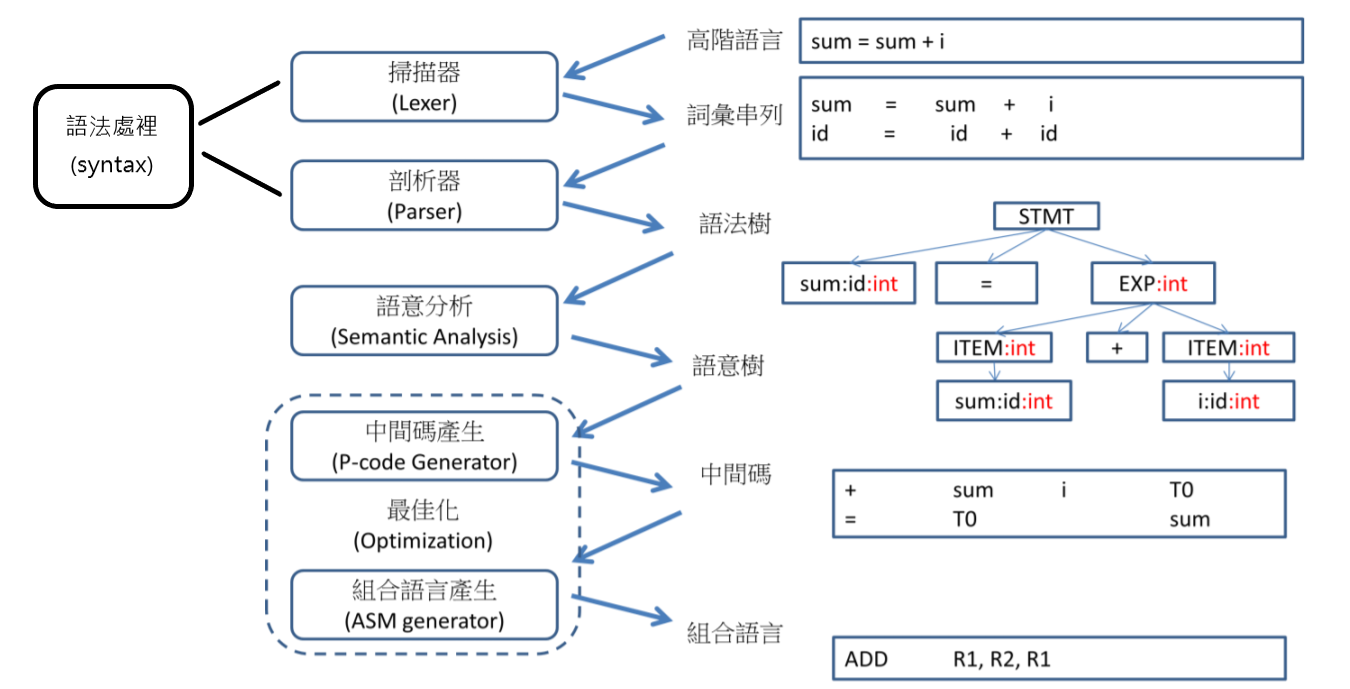 語法處裡
(syntax)
掃描器
(Lexer)
剖析器
(Parser)
語意分析
(Semantic Analysis)
中間碼產生
(P-code Generator)
最佳化
(Optimization)
組合語言產生
(ASM generator)
高階語言
sum = sum + i
詞彙串列
sum = sum + i
id = id + id
語法樹
STMT
sum:id:int
=
EXP:int
ITEM:int
+
ITEM:int
sum:id:int
i:id:int
語意樹
中間碼
+ sum i T0
= T0 sum
組合語言
ADD R1, R2, R1